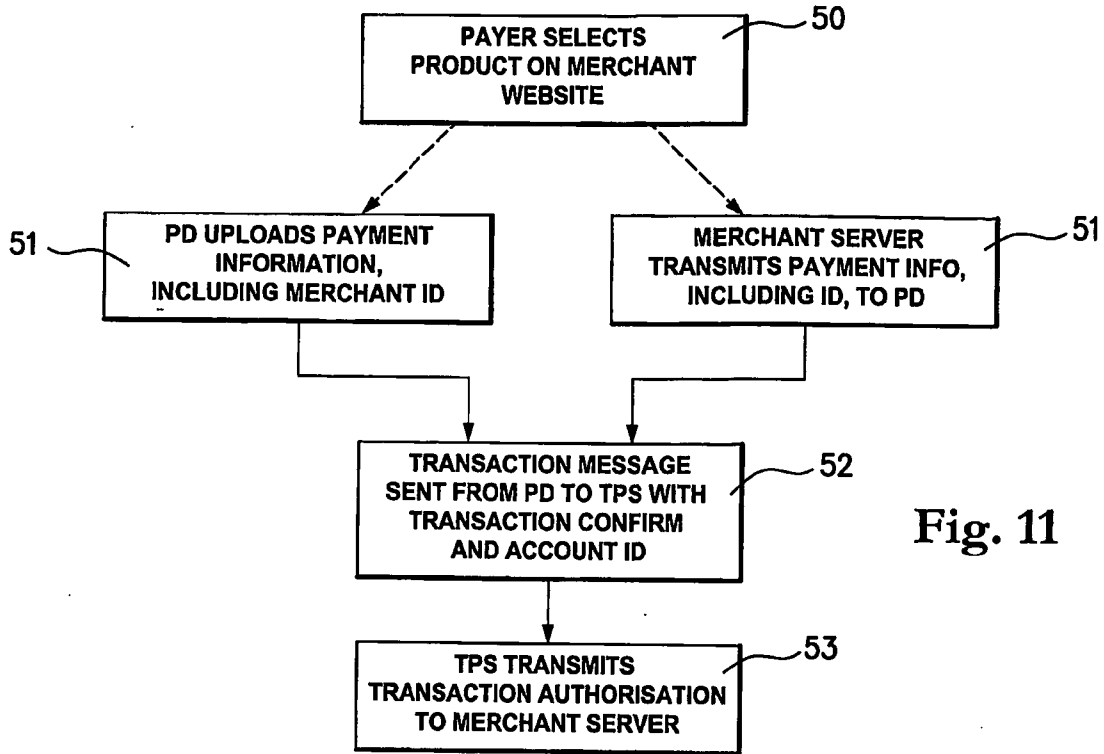 50
PAYER SELECTS
PRODUCT ON MERCHANT
WEBSITE
51
PD UPLOADS PAYMENT
INFORMATION,
INCLUDING MERCHANT ID
MERCHANT SERVER
TRANSMITS PAYMENT INFO,
INCLUDING ID, TO PD
51
TRANSACTION MESSAGE
SENT FROM PD TO TPS WITH
TRANSACTION CONFIRM
AND ACCOUNT ID
52
Fig. 11
TPS TRANSMITS
TRANSACTION AUTHORISATION
TO MERCHANT SERVER
53